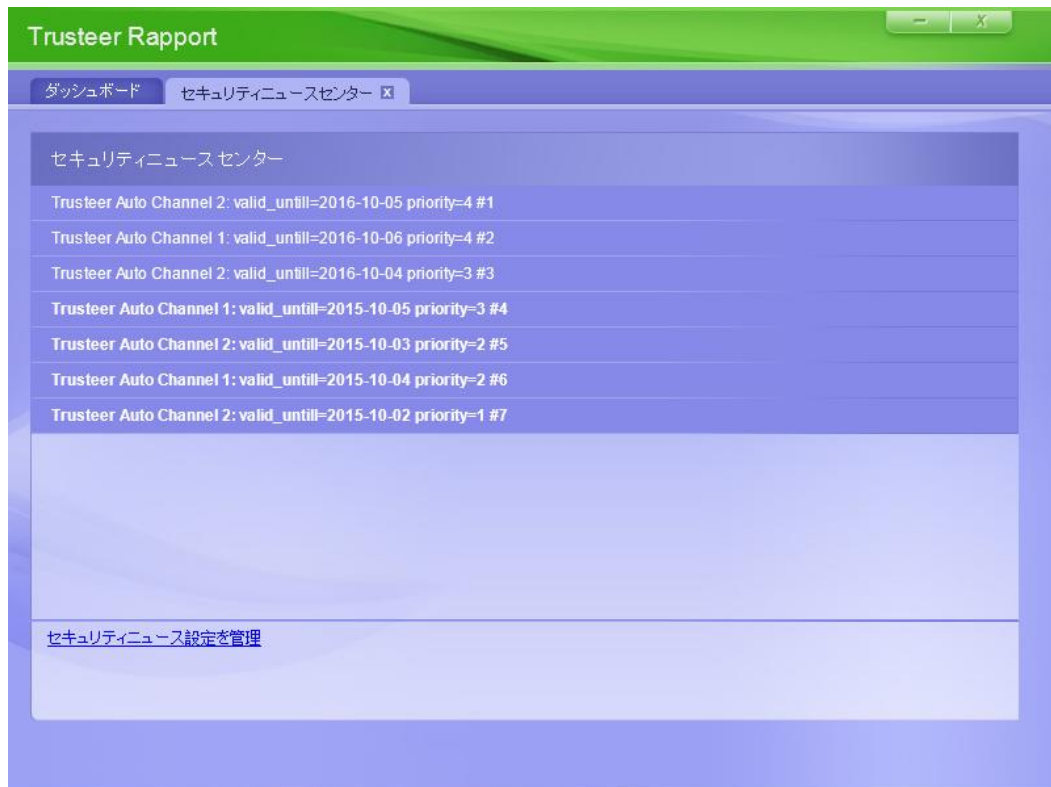 Trusteer Rapport
ダッシュボード
セキュリティニュースセンター
セキュリティニュース センター
Trusteer Auto Channel 2: valid_untill=2016-10-05 priority=4 #1
Trusteer Auto Channel 1: valid_untill=2016-10-06 priority=4 #2
Trusteer Auto Channel 2: valid_untill=2016-10-04 priority=3 #3
Trusteer Auto Channel 1: valid_untill=2015-10-05 priority=3 #4
Trusteer Auto Channel 2: valid_untill=2015-10-03 priority=2 #5
Trusteer Auto Channel 1: valid_untill=2015-10-04 priority=2 #6
Trusteer Auto Channel 2: valid_untill=2015-10-02 priority=1 #7
セキュリティニュース設定を管理